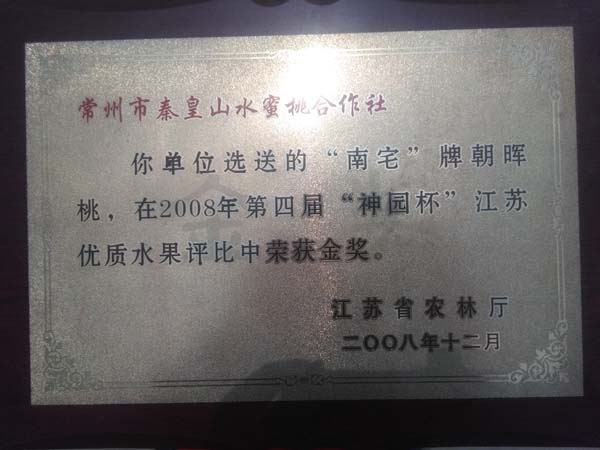 常州市秦皇山水蜜桃合作社
你单位选送的“南宅”牌朝晖
桃，在2008年第四届“神园杯”江苏
优质水果评比中荣获金奖。
江苏省农林厅
二〇〇八年十二月